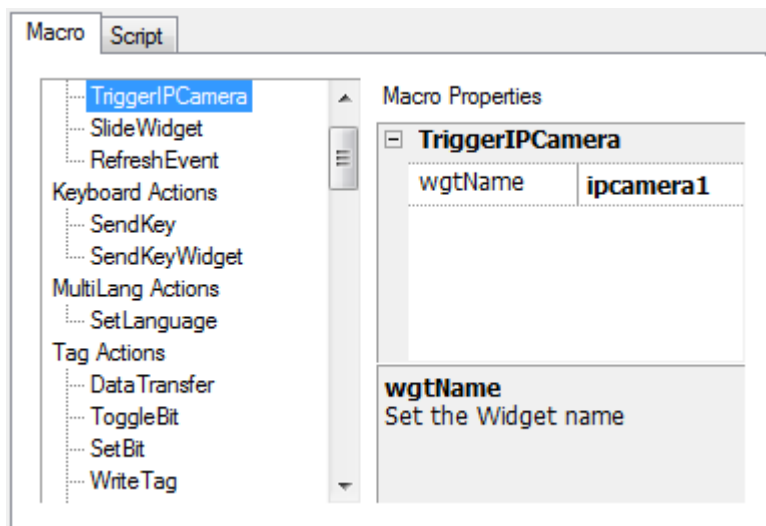 Macro
Script
TriggerIPCamera
SlideWidget
RefreshEvent
Keyboard Actions
SendKey
SendKeyWidget
MultiLang Actions
SetLanguage
Tag Actions
DataTransfer
ToggleBit
SetBit
WriteTag
Macro Properties
TriggerIPCamera
wgtName ipcamera1
wgtName
Set the Widget name